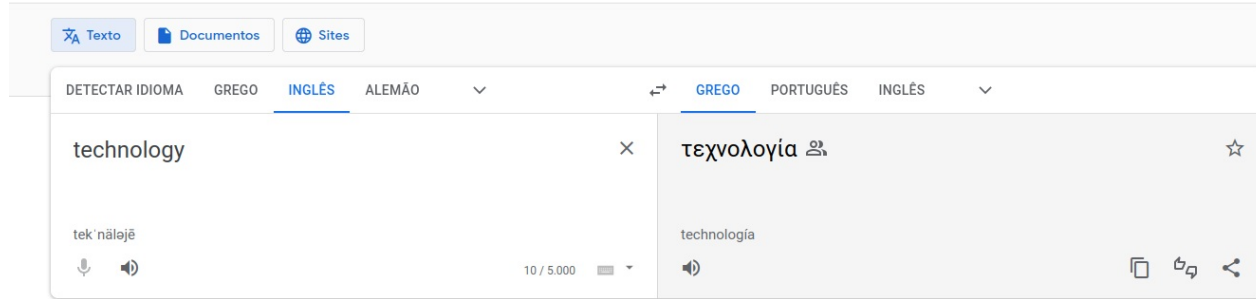 Texto Documentos Sites
DETECTAR IDIOMA GREGO INGLÊS ALEMÃO
GREGO PORTUGUÊS INGLÊS
technology
τεχνολογία
tekˈnäləjē
technología
10 / 5.000